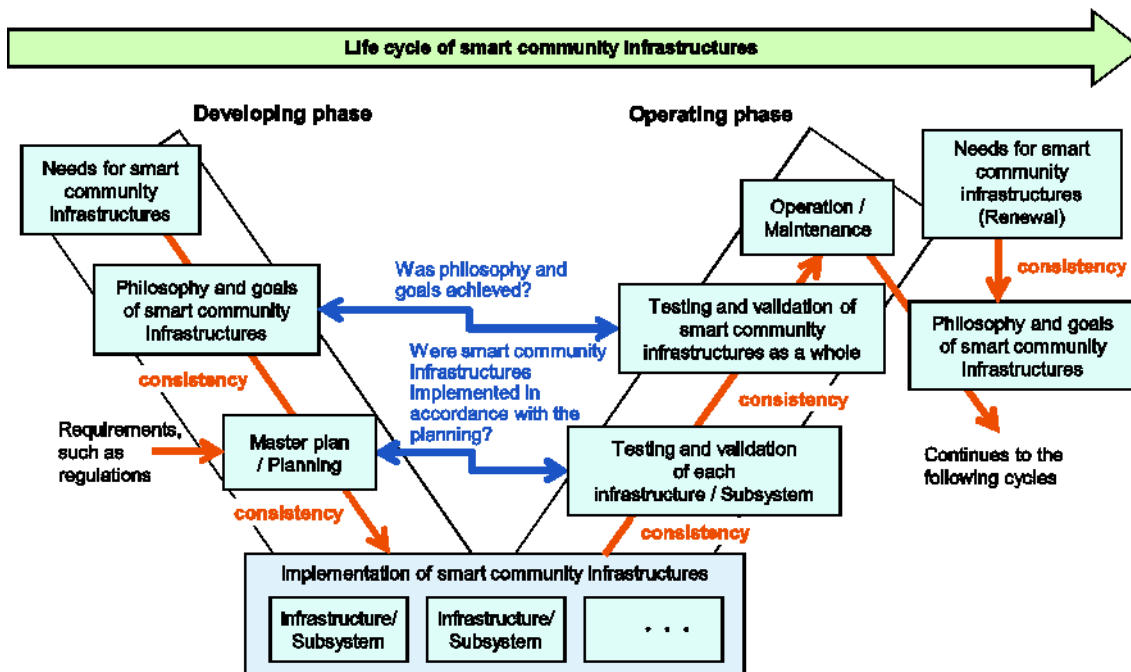 Life cycle of smart community Infrastructures
Developing phase
Operating phase
Needs for smart
community
Infrastructures
Philosophy and goals
of smart community
Infrastructures
consistency
Requirements,
such as
regulations
Master plan
/ Planning
consistency
Was philosophy and
goals achieved?
Were smart community
Infrastructures
Implemented in
accordance with the
planning?
Implementation of smart community Infrastructures
Infrastructure/
Subsystem
Infrastructure/
Subsystem
. . .
Operation /
Maintenance
Testing and validation of
smart community
infrastructures as a whole
consistency
Testing and validation
of each
infrastructure / Subsystem
consistency
Needs for smart
community
infrastructures
(Renewal)
consistency
Philosophy and goals
of smart community
Infrastructures
Continues to the
following cycles